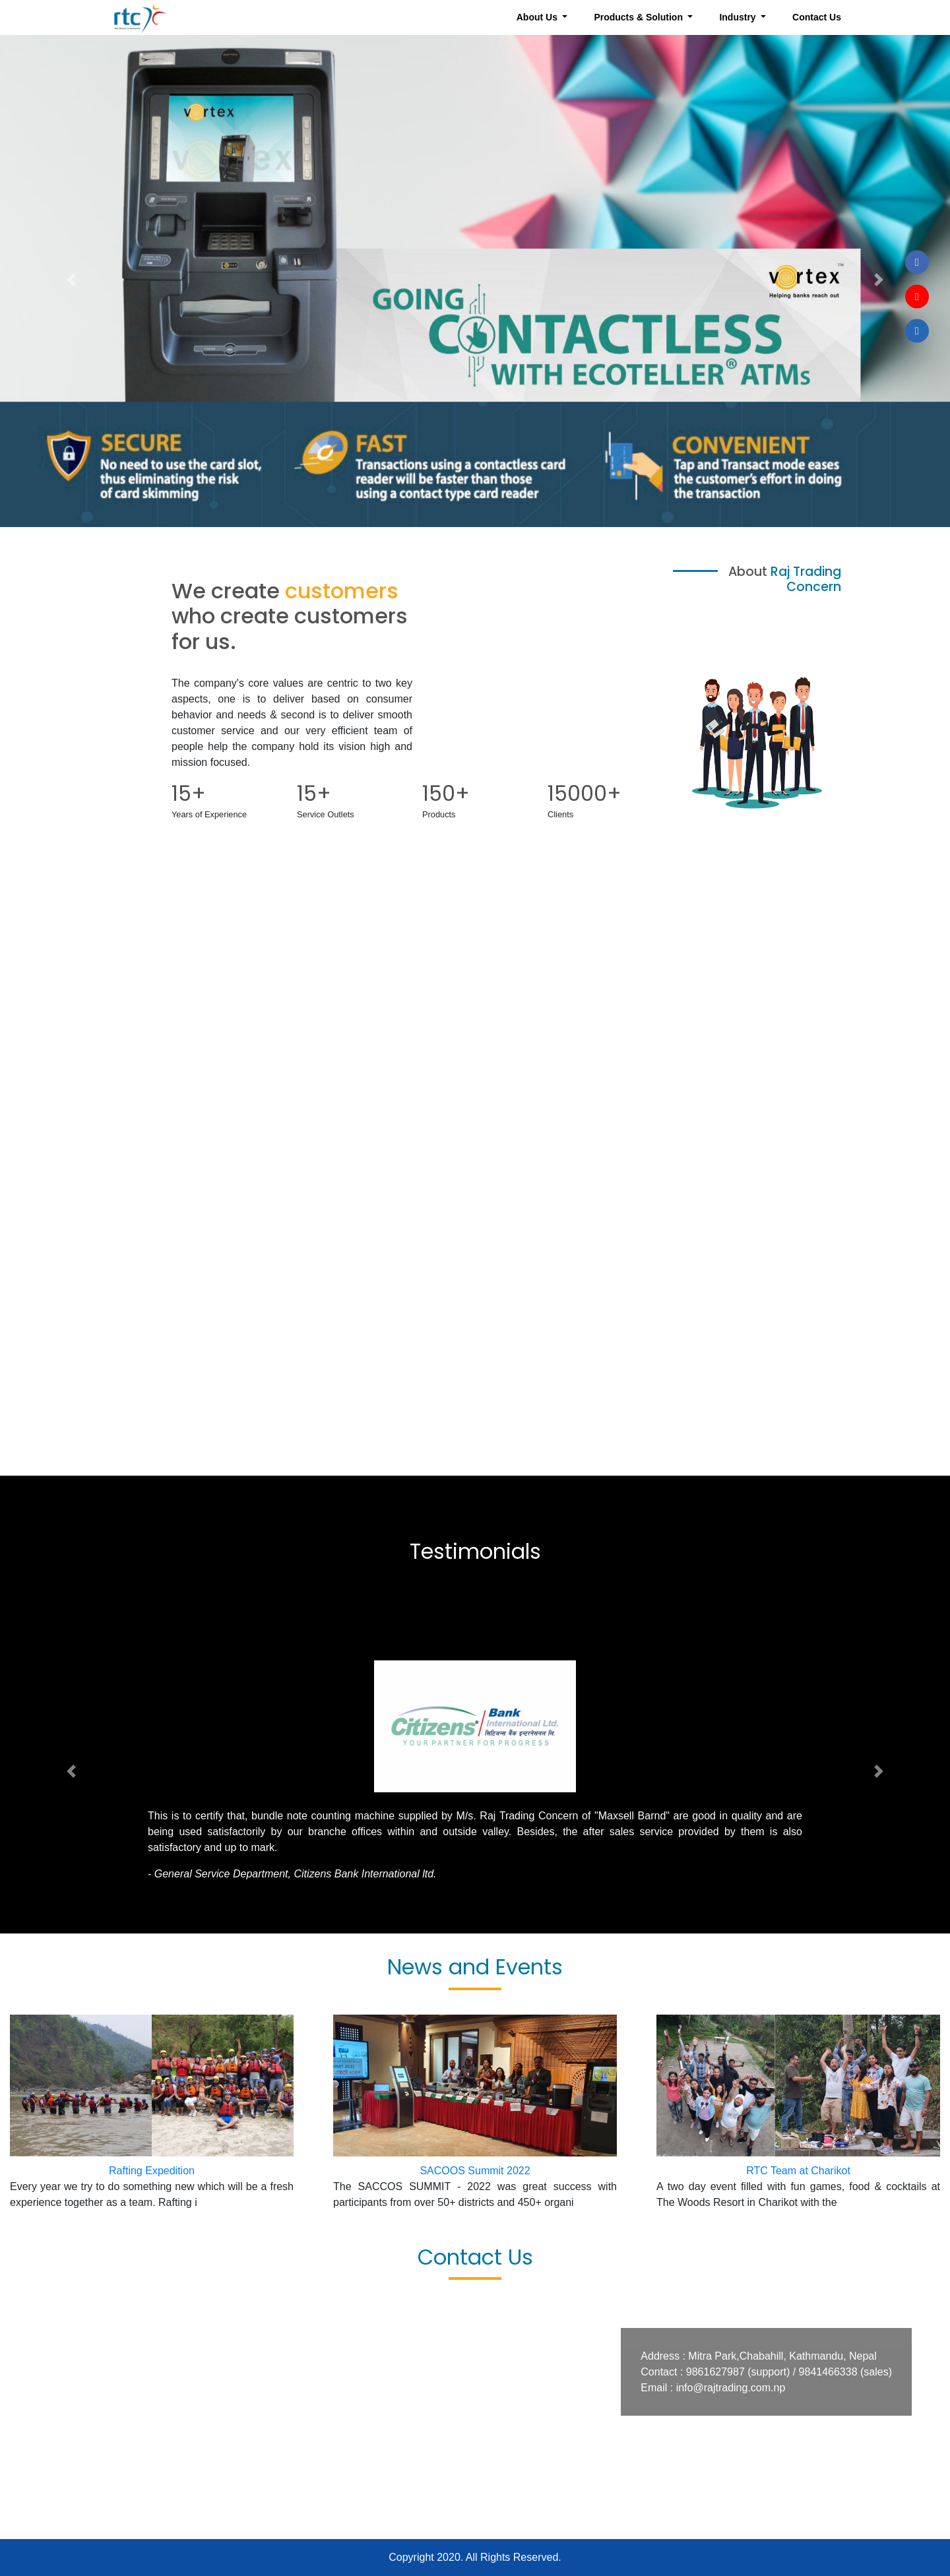 rtc
About Us
Products & Solution
Industry
Contact Us
vortex
vortex
vortex™
Helping banks reach out
GOING
CONTACTLESS
WITH ECOTELLER® ATMs
SECURE
No need to use the card slot,
thus eliminating the risk
of card skimming
FAST
Transactions using a contactless card
reader will be faster than those
using a contact type card reader
CONVENIENT
Tap and Transact mode eases
the customer's effort in doing
the transaction
We create customers
who create customers
for us.
About Raj Trading
Concern
The company's core values are centric to two key
aspects, one is to deliver based on consumer
behavior and needs & second is to deliver smooth
customer service and our very efficient team of
people help the company hold its vision high and
mission focused.
15+
Years of Experience
15+
Service Outlets
150+
Products
15000+
Clients
Testimonials
Citizens Bank
International Ltd.
सिटिजन्स बैंक इन्टरनेशनल लि.
YOUR PARTNER FOR PROGRESS
This is to certify that, bundle note counting machine supplied by M/s. Raj Trading Concern of "Maxsell Barnd" are good in quality and are
being used satisfactorily by our branche offices within and outside valley. Besides, the after sales service provided by them is also
satisfactory and up to mark.
- General Service Department, Citizens Bank International ltd.
News and Events
Rafting Expedition
Every year we try to do something new which will be a fresh
experience together as a team. Rafting i
SACOOS Summit 2022
The SACCOS SUMMIT - 2022 was great success with
participants from over 50+ districts and 450+ organi
RTC Team at Charikot
A two day event filled with fun games, food & cocktails at
The Woods Resort in Charikot with the
Contact Us
Address : Mitra Park,Chabahill, Kathmandu, Nepal
Contact : 9861627987 (support) / 9841466338 (sales)
Email : info@rajtrading.com.np
Copyright 2020. All Rights Reserved.